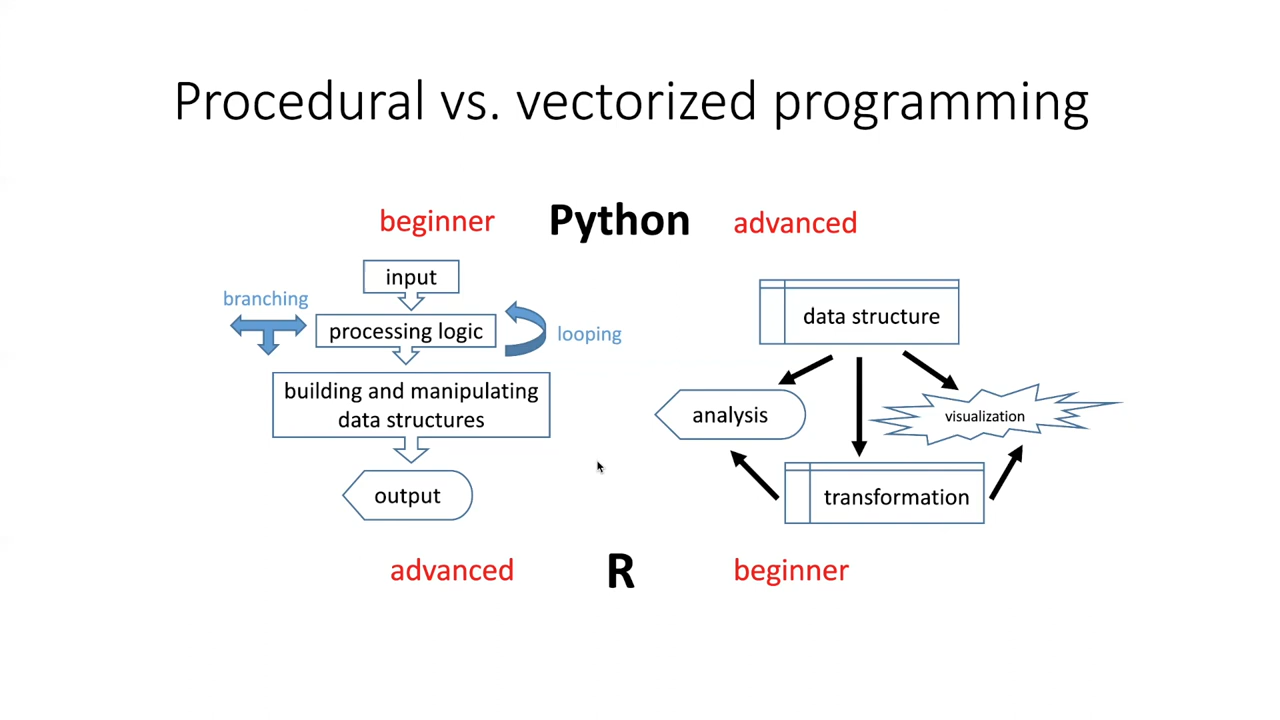 Procedural vs. vectorized programming
beginner
Python
advanced
input
branching
processing logic
looping
building and manipulating
data structures
output
data structure
analysis
visualization
transformation
advanced
R
beginner